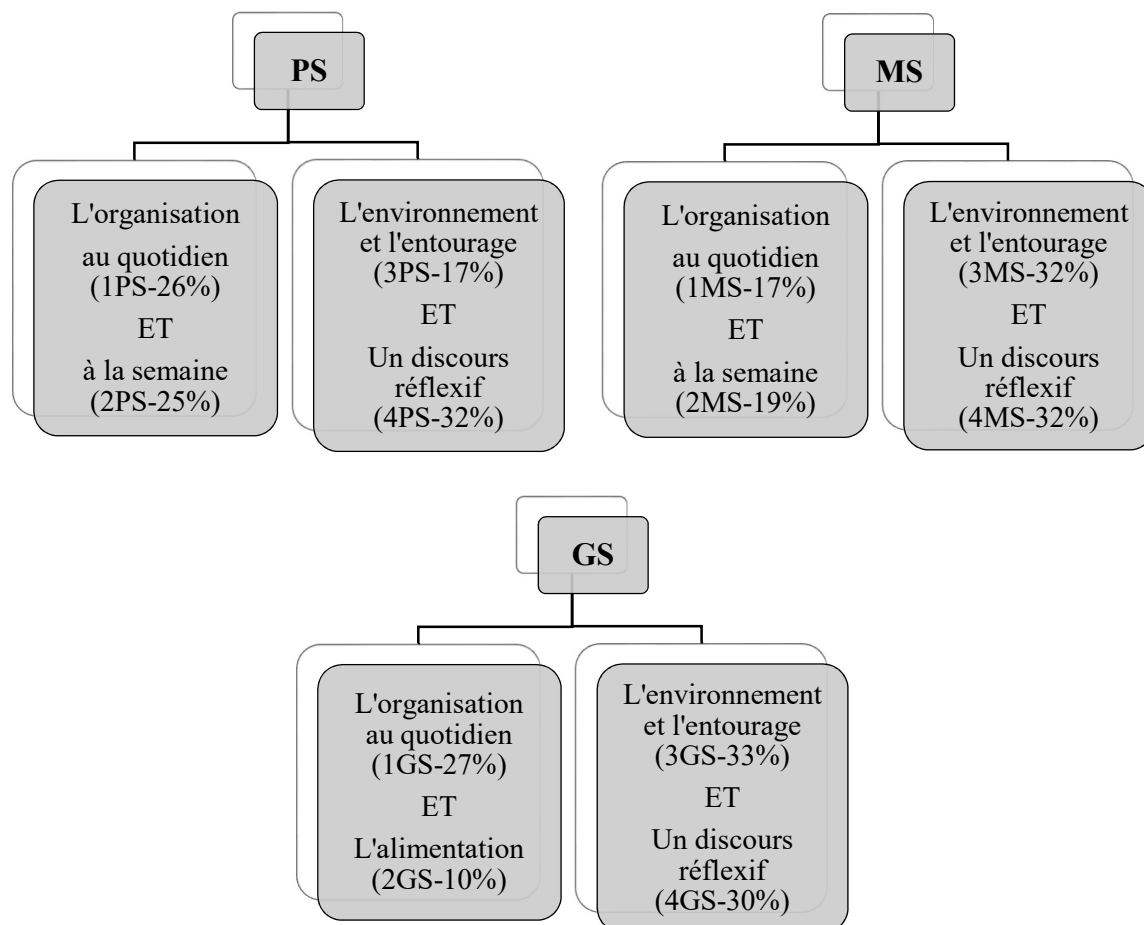 PS
L'organisation
au quotidien
(1PS-26%)
ET
à la semaine
(2PS-25%)
L'environnement
et l'entourage
(3PS-17%)
ET
Un discours
réflexif
(4PS-32%)
MS
L'organisation
au quotidien
(1MS-17%)
ET
à la semaine
(2MS-19%)
L'environnement
et l'entourage
(3MS-32%)
ET
Un discours
réflexif
(4MS-32%)
GS
L'organisation
au quotidien
(1GS-27%)
ET
L'alimentation
(2GS-10%)
L'environnement
et l'entourage
(3GS-33%)
ET
Un discours
réflexif
(4GS-30%)